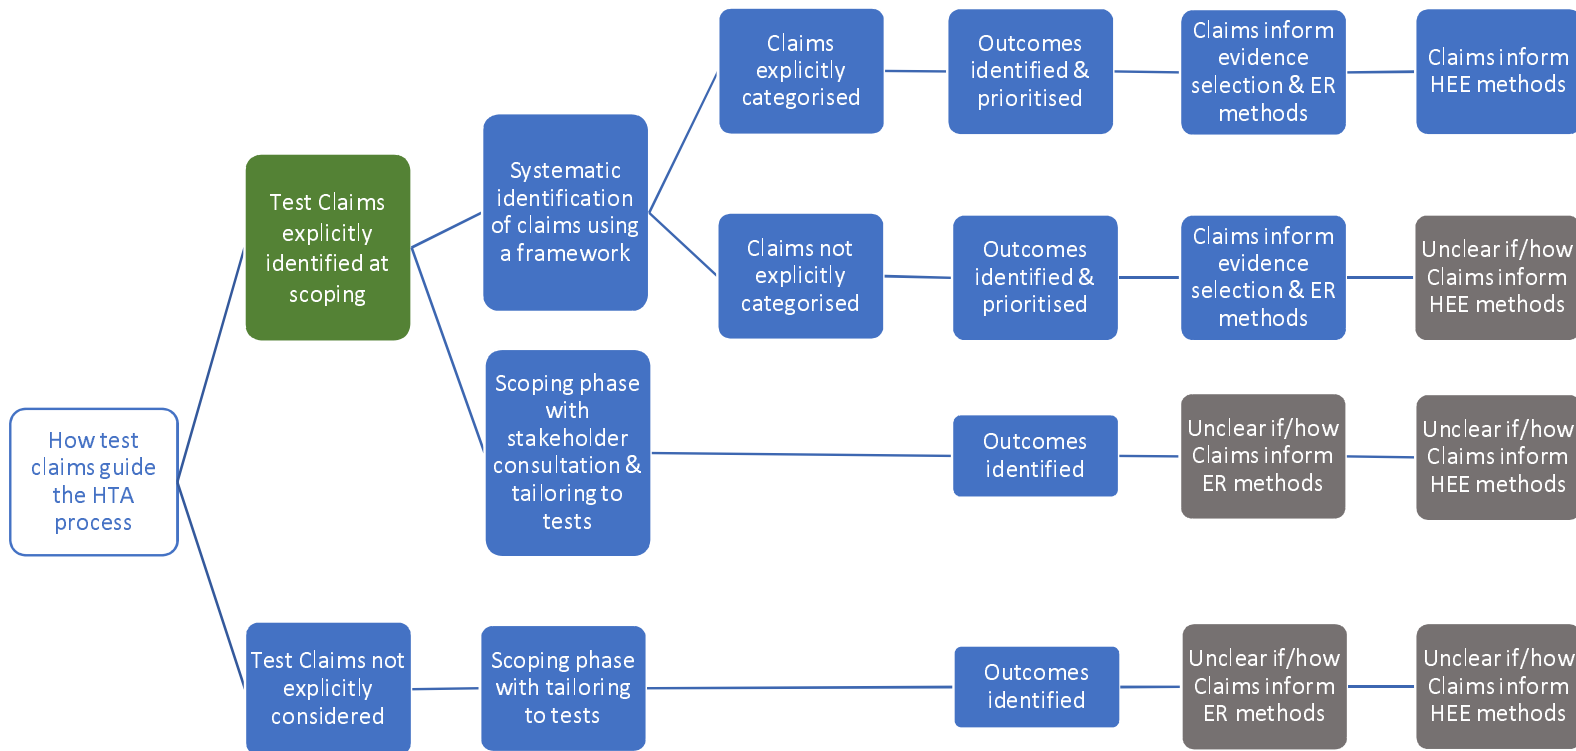 How test
claims guide
the HTA
process
Test Claims
explicitly
identified at
scoping
Systematic
identification
of claims using
a framework
Claims
explicitly
categorised
Outcomes
identified &
prioritised
Claims inform
evidence
selection & ER
methods
Claims inform
HEE methods
Claims not
explicitly
categorised
Outcomes
identified &
prioritised
Claims inform
evidence
selection & ER
methods
Unclear if/how
Claims inform
HEE methods
Scoping phase
with
stakeholder
consultation &
tailoring to
tests
Outcomes
identified
Unclear if/how
Claims inform
ER methods
Unclear if/how
Claims inform
HEE methods
Test Claims not
explicitly
considered
Scoping phase
with tailoring
to tests
Outcomes
identified
Unclear if/how
Claims inform
ER methods
Unclear if/how
Claims inform
HEE methods